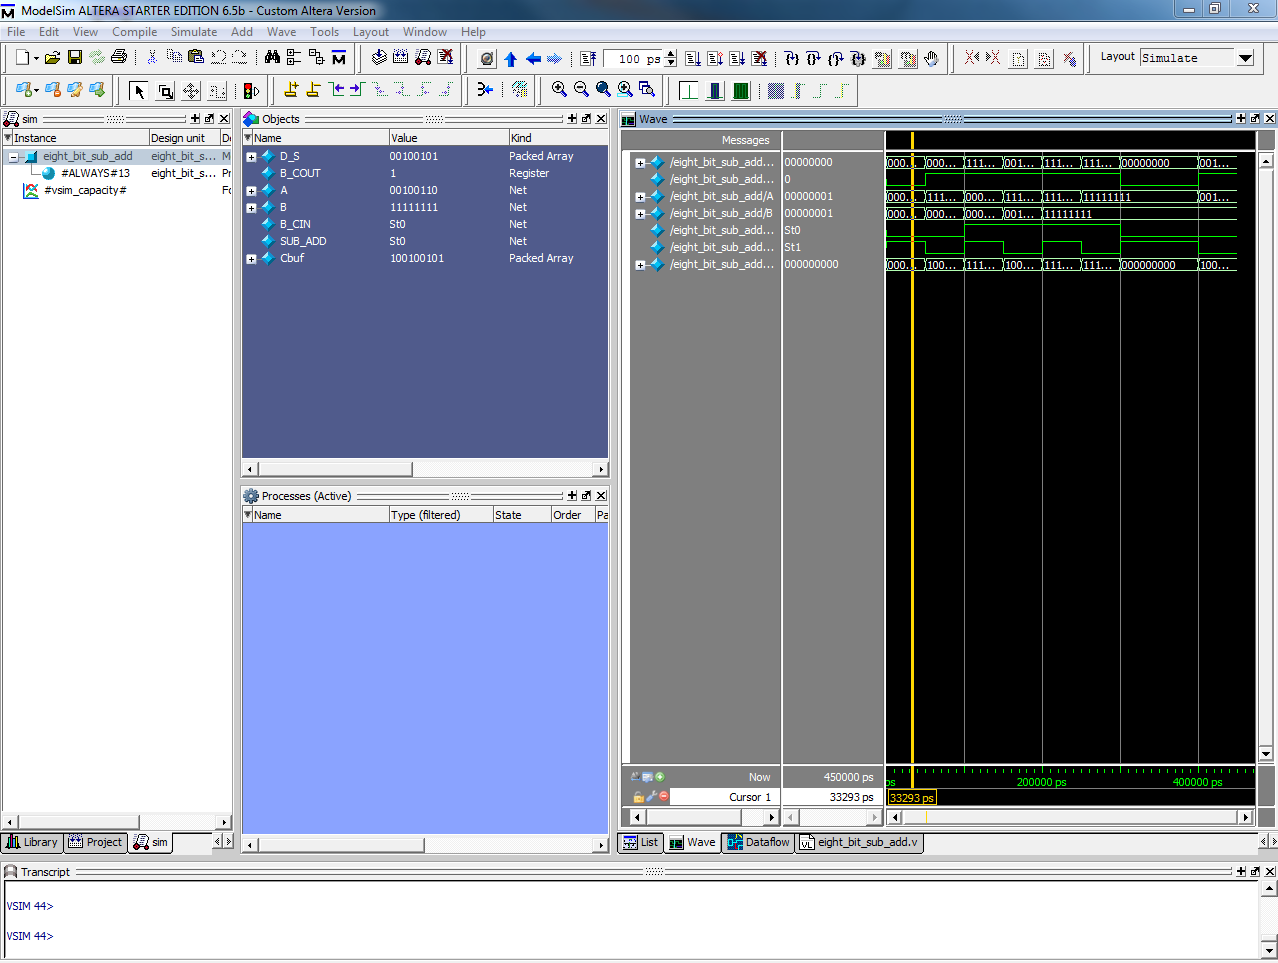 ModelSim ALTERA STARTER EDITION 6.5b - Custom Altera Version
File Edit View Compile Simulate Add Wave Tools Layout Window Help
100 ps
Layout Simulate
sim
Instance Design unit
eight_bit_sub_add eight_bit_s... M
#ALWAYS#13 eight_bit_s... Pr
#vsim_capacity# Fo
Library Project sim
Objects
Name Value Kind
D_S 00100101 Packed Array
B_COUT 1 Register
A 00100110 Net
B 11111111 Net
B_CIN St0 Net
SUB_ADD St0 Net
Cbuf 100100101 Packed Array
Processes (Active)
Name Type (filtered) State Order Pa
Wave
Messages
/eight_bit_sub_add... 00000000 000... 000... 111... 001... 111... 111... 00000000 001...
/eight_bit_sub_add... 0
/eight_bit_sub_add/A 00000001 000... 111... 000... 111... 111... 11111111 001...
/eight_bit_sub_add/B 00000001 000... 000... 000... 001... 11111111
/eight_bit_sub_add... St0
/eight_bit_sub_add... St1
/eight_bit_sub_add... 000000000 000... 100... 111... 100... 111... 111... 000000000 100...
Now 450000 ps ps 200000 ps 400000 ps
Cursor 1 33293 ps 33293 ps
List Wave Dataflow eight_bit_sub_add.v
Transcript
VSIM 44>
VSIM 44>